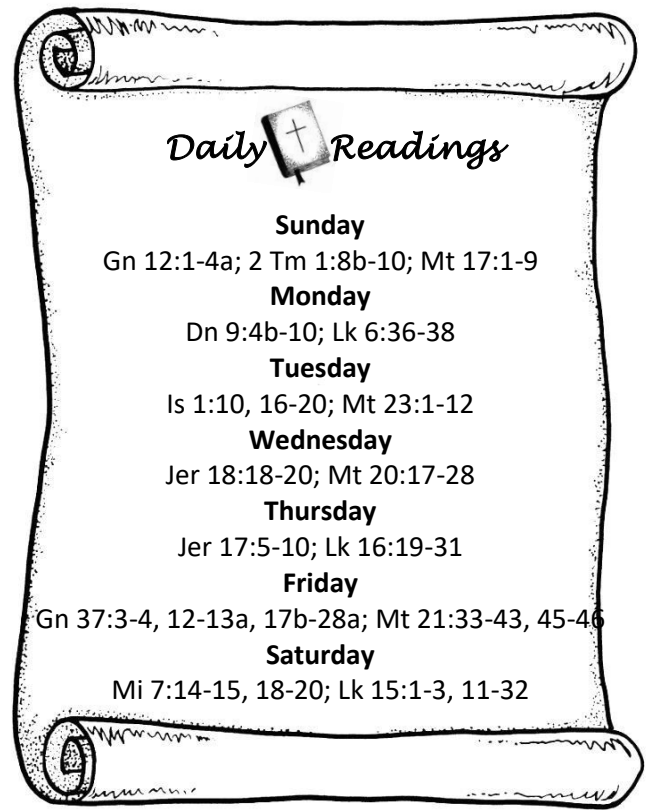 Daily Readings
Sunday
Gn 12:1-4a; 2 Tm 1:8b-10; Mt 17:1-9
Monday
Dn 9:4b-10; Lk 6:36-38
Tuesday
Is 1:10, 16-20; Mt 23:1-12
Wednesday
Jer 18:18-20; Mt 20:17-28
Thursday
Jer 17:5-10; Lk 16:19-31
Friday
Gn 37:3-4, 12-13a, 17b-28a; Mt 21:33-43, 45-46
Saturday
Mi 7:14-15, 18-20; Lk 15:1-3, 11-32